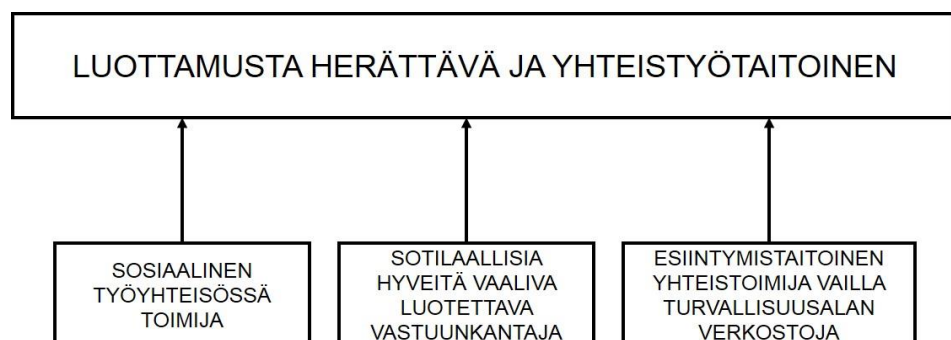 LUOTTAMUSTA HERÄTTÄVÄ JA YHTEISTYÖTAITOINEN
SOSIAALINEN
TYÖYHTEISÖSSÄ
TOIMIJA
SOTILAALLISIA
HYVEITÄ VAALIVA
LUOTETTAVA
VASTUUNKANTAJA
ESIINTYMISTAITOINEN
YHTEISTOIMIJA VAILLA
TURVALLISUUSALAN
VERKOSTOJA